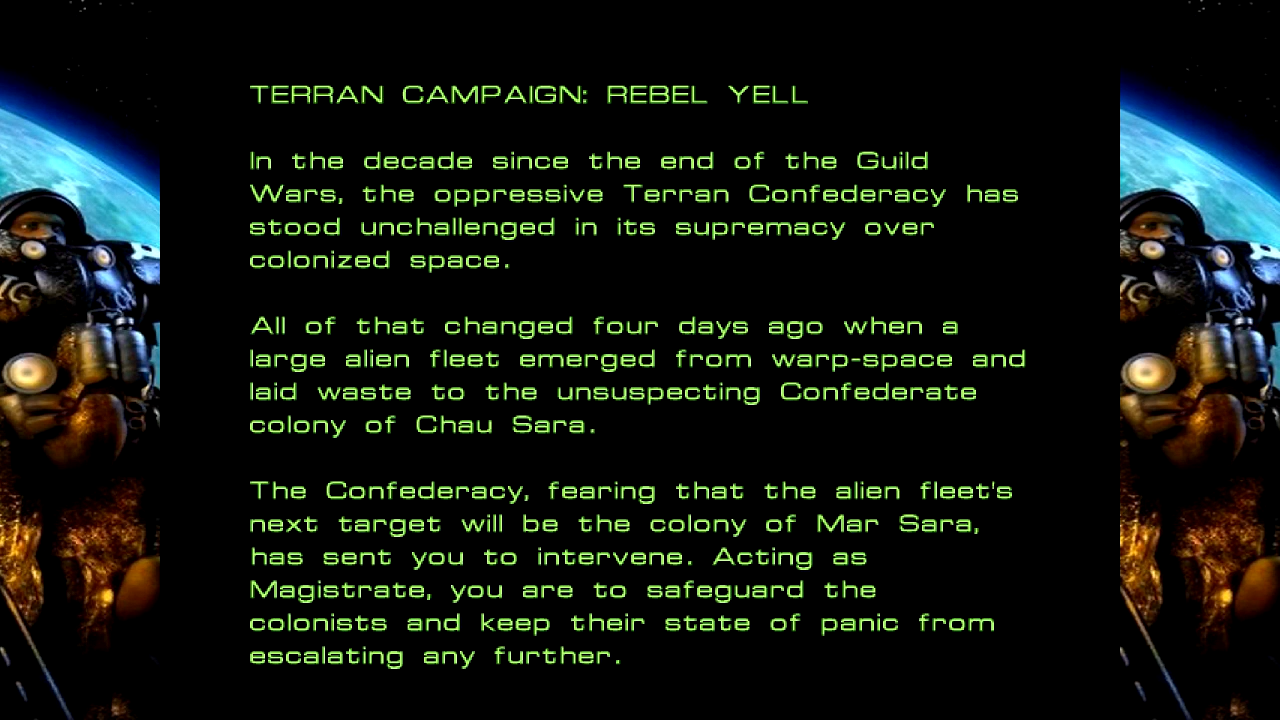 TERRAN CAMPAIGN: REBEL YELL
In the decade since the end of the Guild
Wars, the oppressive Terran Confederacy has
stood unchallenged in its supremacy over
colonized space.
All of that changed four days ago when a
large alien fleet emerged from warp-space and
laid waste to the unsuspecting Confederate
colony of Chau Sara.
The Confederacy, fearing that the alien fleet's
next target will be the colony of Mar Sara,
has sent you to intervene. Acting as
Magistrate, you are to safeguard the
colonists and keep their state of panic from
escalating any further.